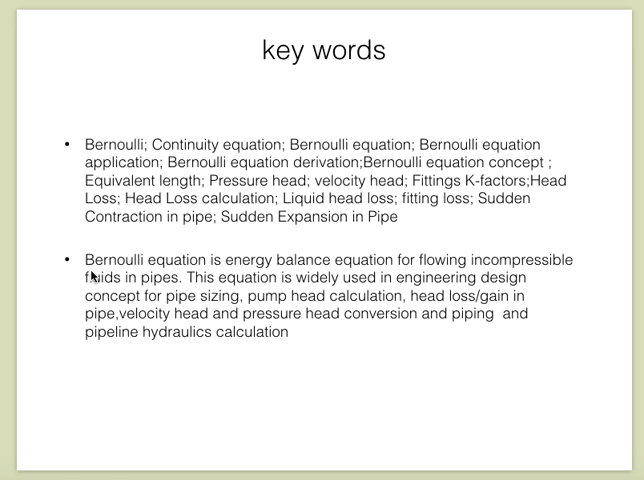 key words
• Bernoulli; Continuity equation; Bernoulli equation; Bernoulli equation
application; Bernoulli equation derivation;Bernoulli equation concept ;
Equivalent length; Pressure head; velocity head; Fittings K-factors;Head
Loss; Head Loss calculation; Liquid head loss; fitting loss; Sudden
Contraction in pipe; Sudden Expansion in Pipe
• Bernoulli equation is energy balance equation for flowing incompressible
fluids in pipes. This equation is widely used in engineering design
concept for pipe sizing, pump head calculation, head loss/gain in
pipe,velocity head and pressure head conversion and piping  and
pipeline hydraulics calculation